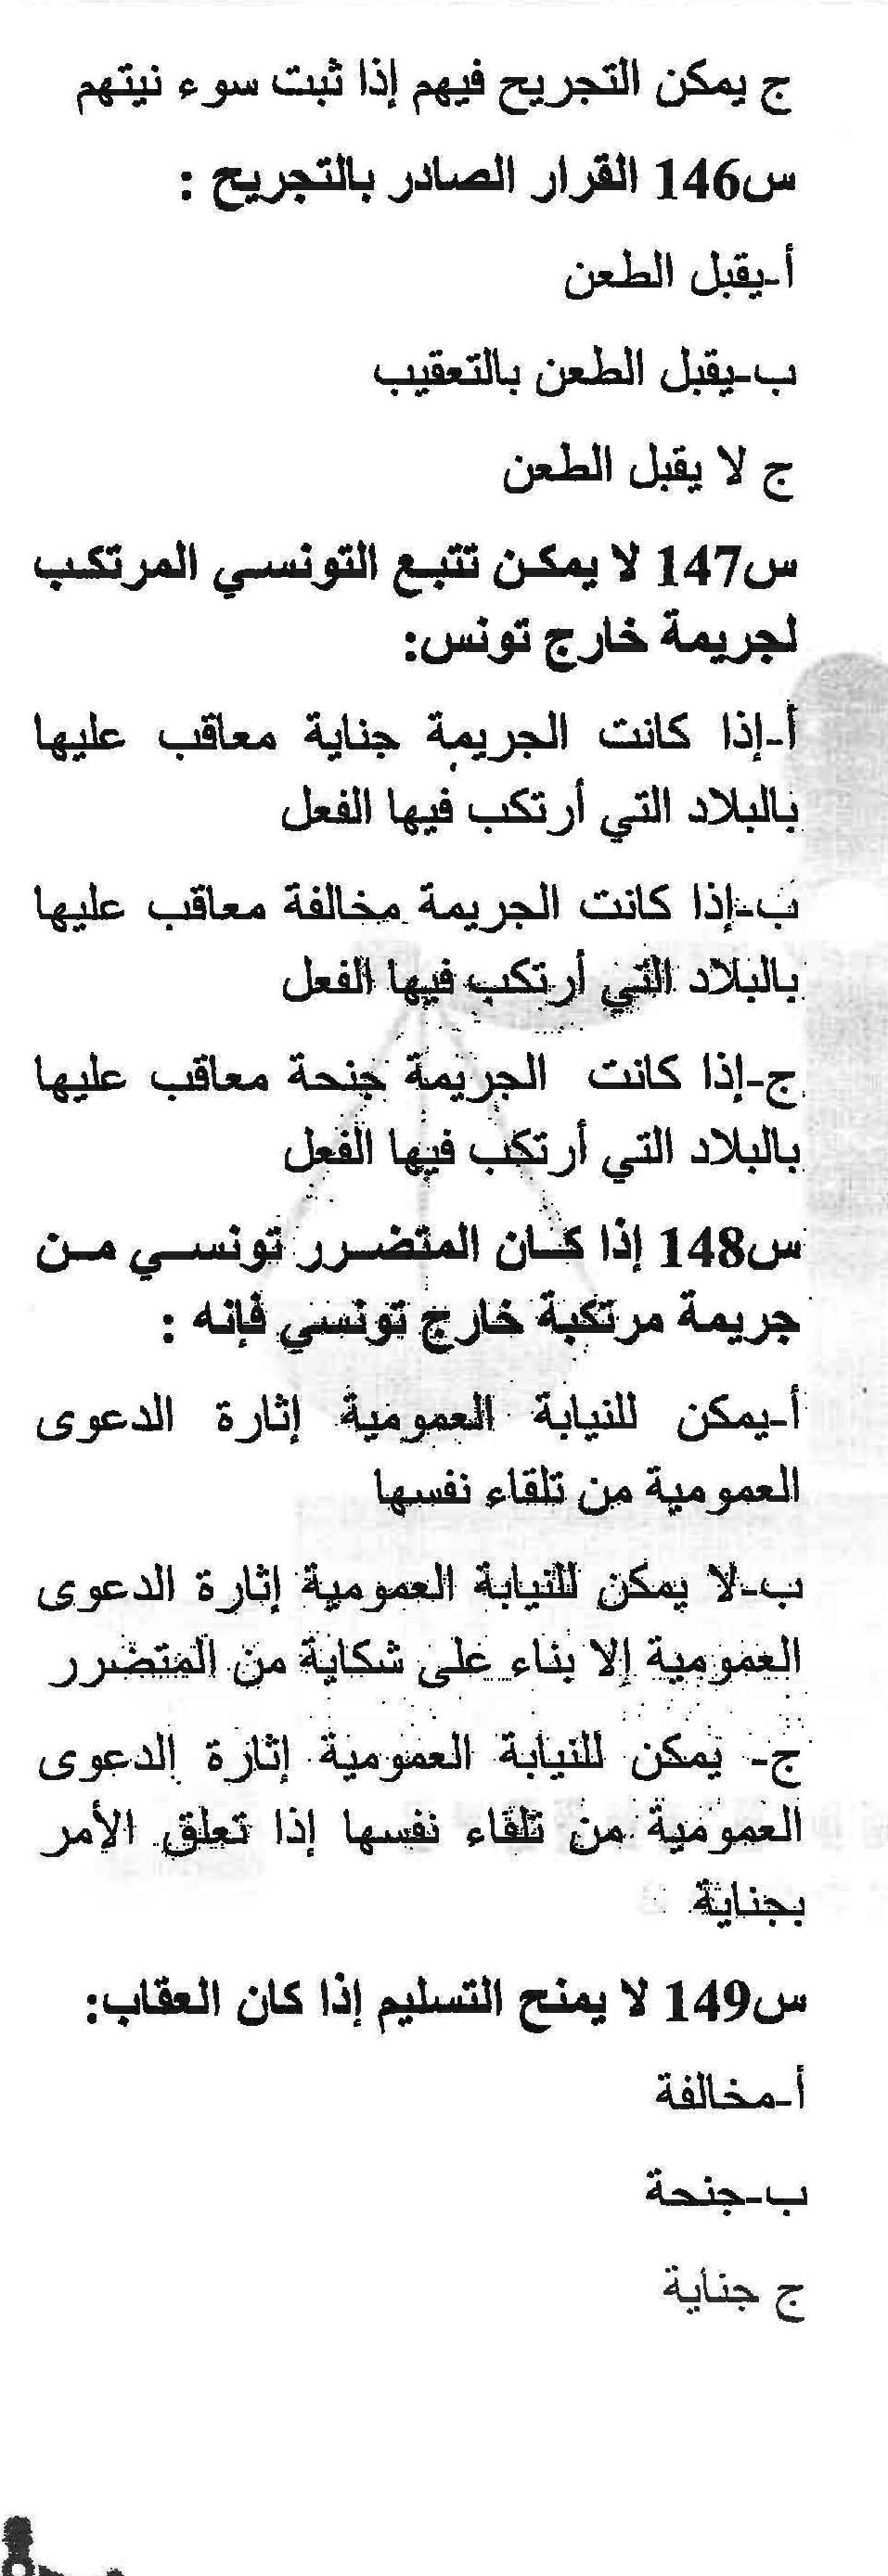 ج يمكن التجريح فيهم إذا ثبت سوء نيتهم
س146 القرار الصادر بالتجريح :
أ-يقبل الطعن
ب-يقبل الطعن بالتعقيب
ج لا يقبل الطعن
س147 لا يمكن تتبع التونسي المرتكب
لجريمة خارج تونس:
أ-إذا كانت الجريمة جناية معاقب عليها
بالبلاد التي أرتكب فيها الفعل
ب-إذا كانت الجريمة مخالفة معاقب عليها
بالبلاد التي أرتكب فيها الفعل
ج-إذا كانت الجريمة جنحة معاقب عليها
بالبلاد التي أرتكب فيها الفعل
س148 إذا كان المتضرر تونسي من
جريمة مرتكبة خارج تونسي فإنه :
أ-يمكن للنيابة العمومية إثارة الدعوى
العمومية من تلقاء نفسها
ب-لا يمكن للنيابة العمومية إثارة الدعوى
العمومية إلا بناء على شكاية من المتضرر
ج- يمكن للنيابة العمومية إثارة الدعوى
العمومية من تلقاء نفسها إذا تعلق الأمر
بجناية
س149 لا يمنح التسليم إذا كان العقاب:
أ-مخالفة
ب-جنحة
ج جناية